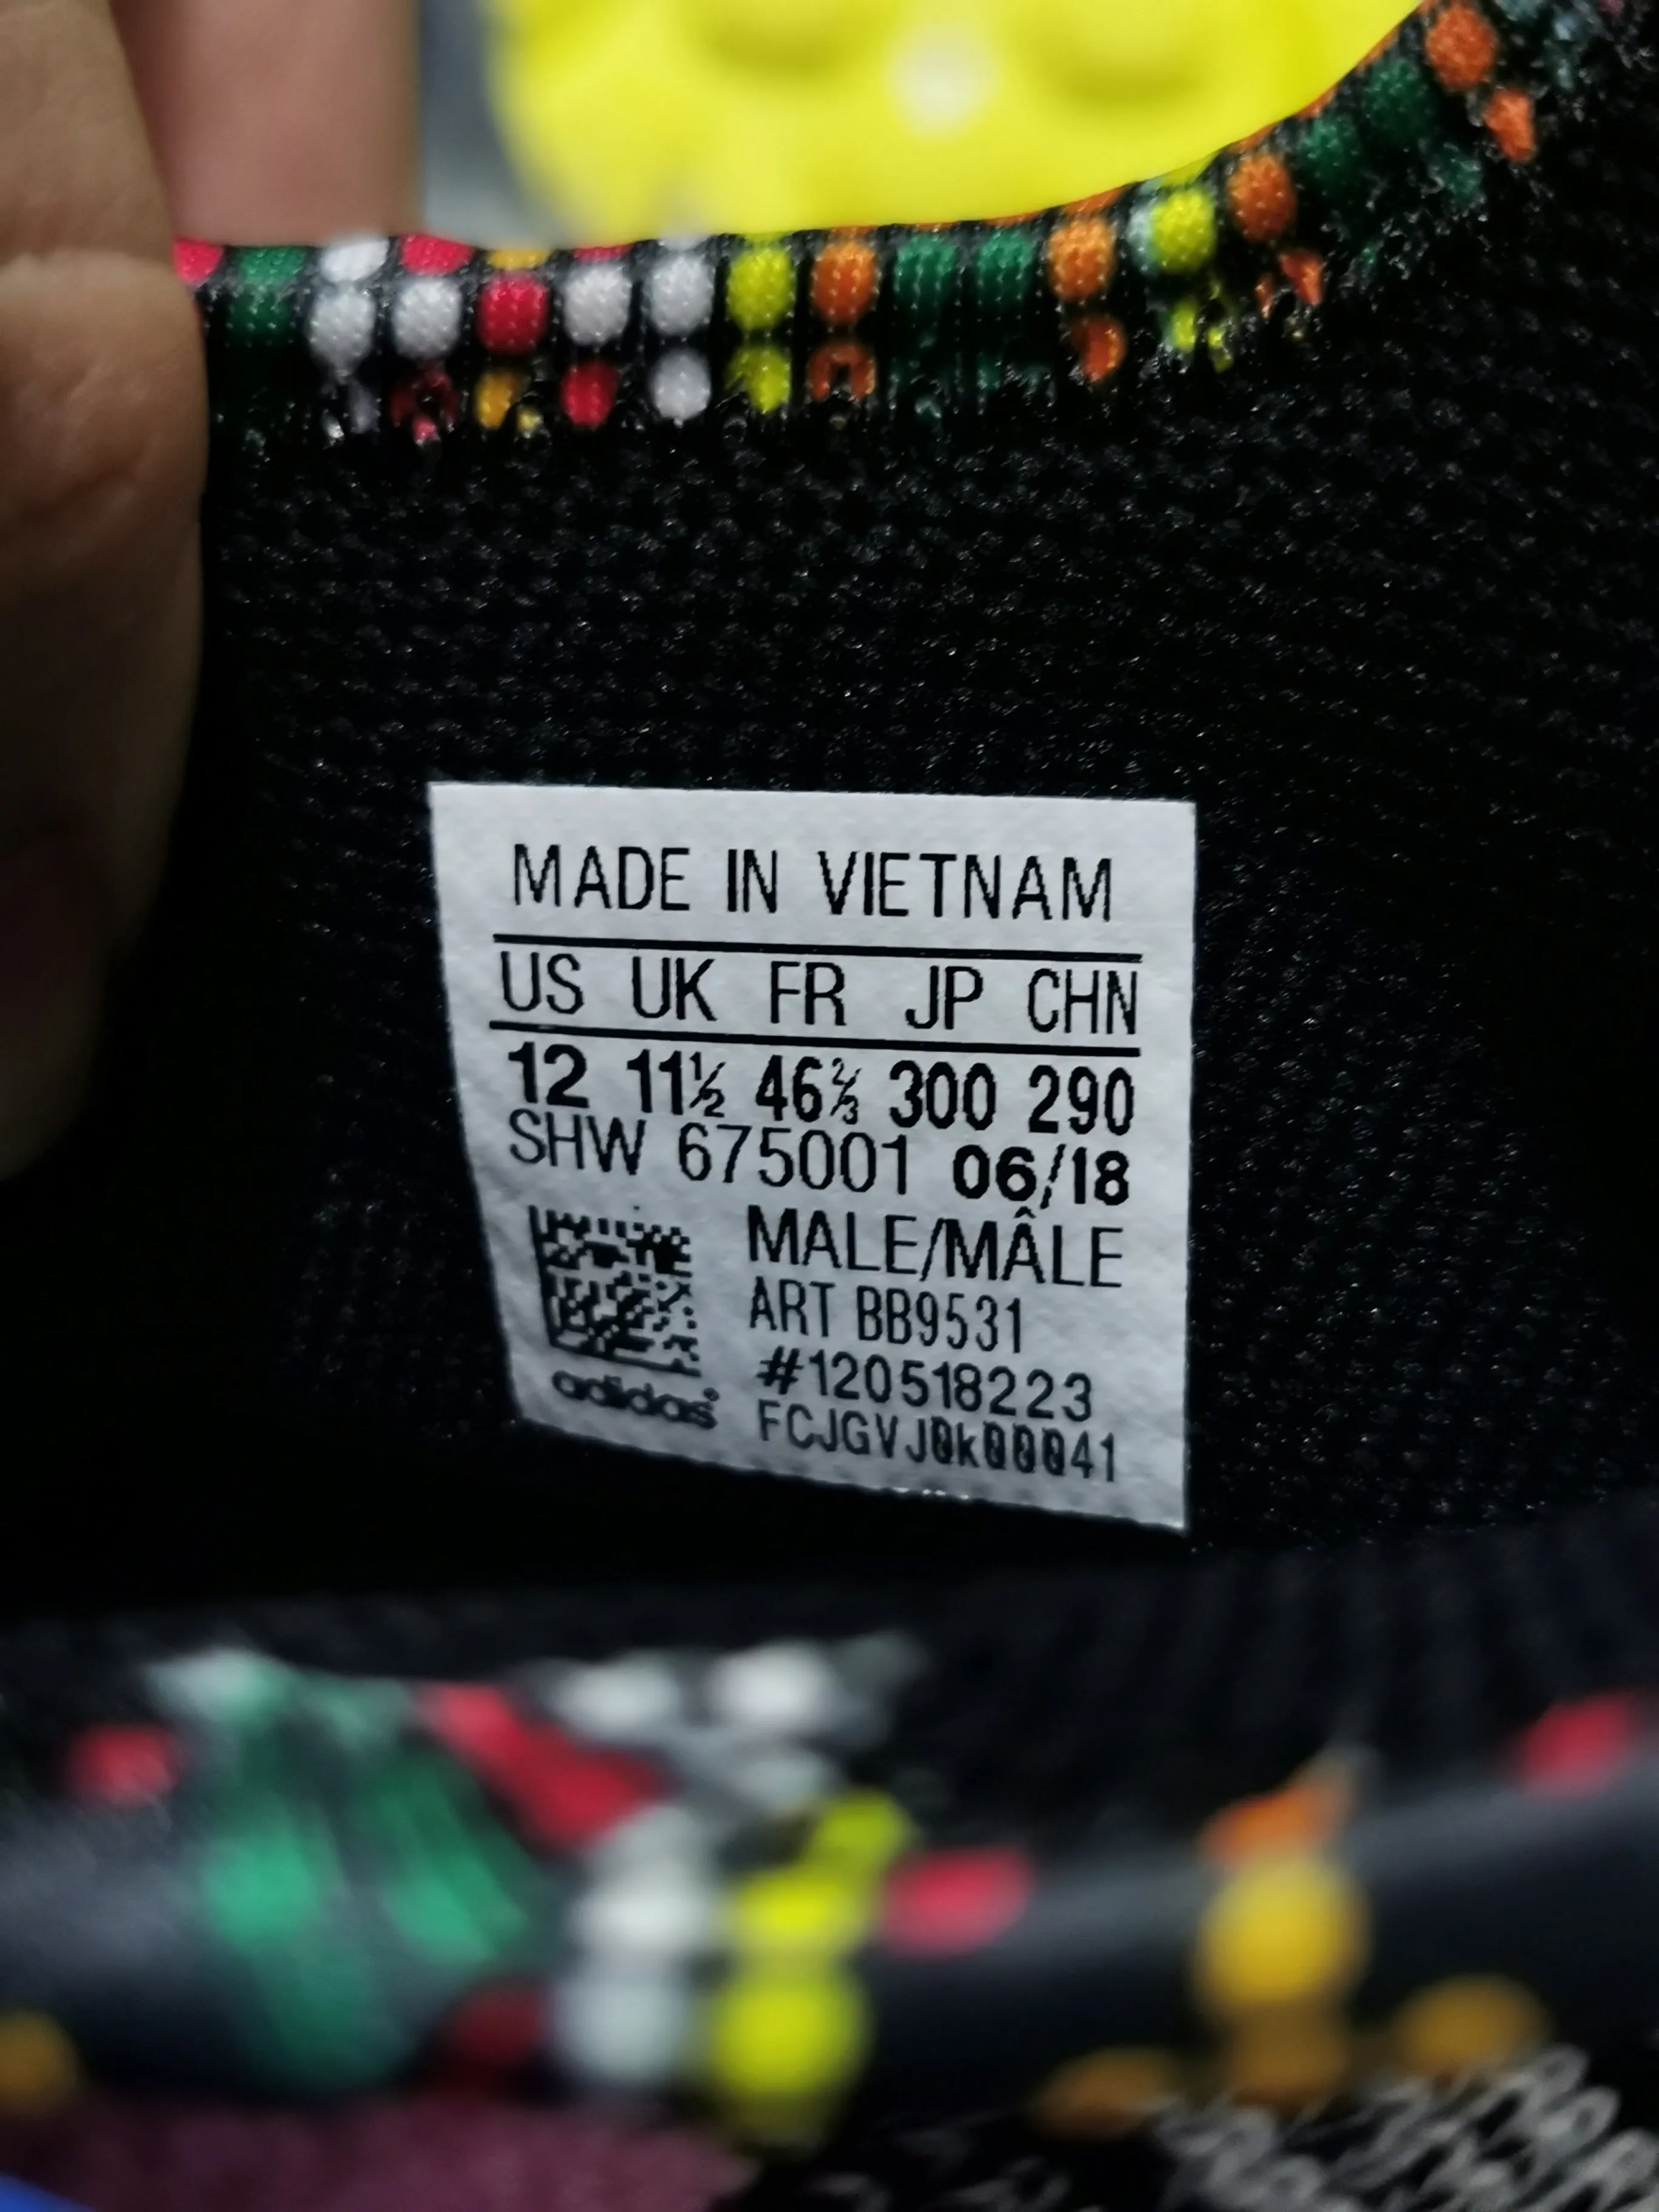 MADE IN VIETNAM
US UK FR JP CHN
12 11½ 46⅔ 300 290
SHW 675001 06/18
MALE/MÂLE
ART BB9531
#120518223
adidas
FCJGVJ0k00041